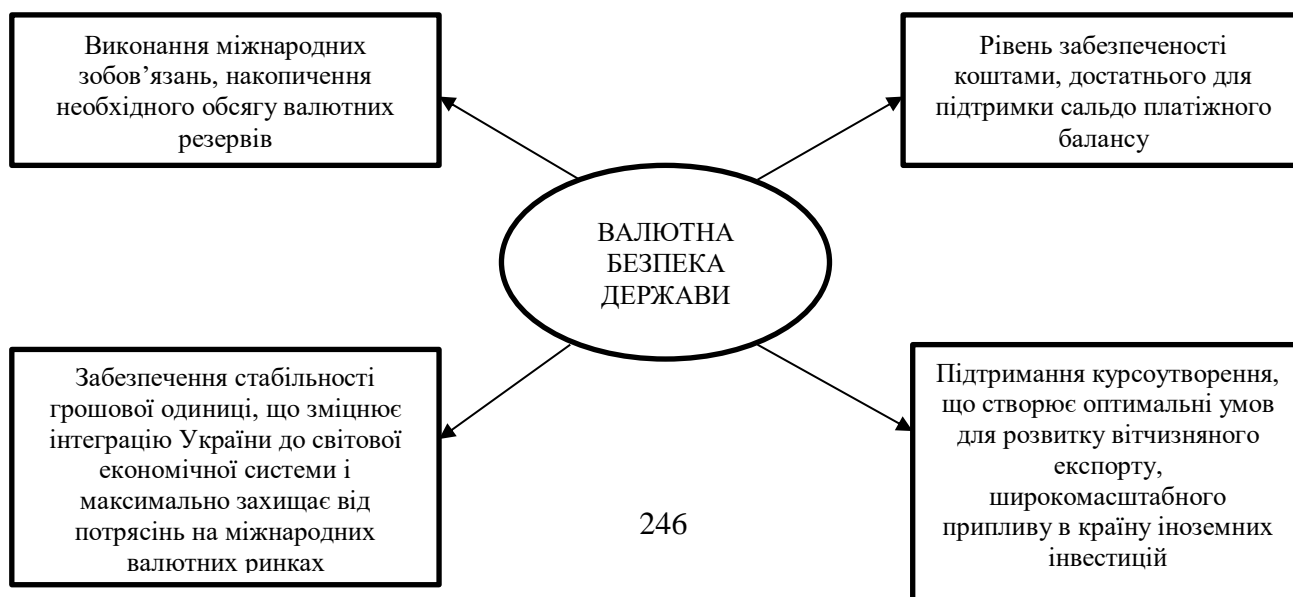 Виконання міжнародних
зобов’язань, накопичення
необхідного обсягу валютних
резервів
Рівень забезпеченості
коштами, достатнього для
підтримки сальдо платіжного
балансу
ВАЛЮТНА
БЕЗПЕКА
ДЕРЖАВИ
Забезпечення стабільності
грошової одиниці, що зміцнює
інтеграцію України до світової
економічної системи і
максимально захищає від
потрясінь на міжнародних
валютних ринках
Підтримання курсоутворення,
що створює оптимальні умов
для розвитку вітчизняного
експорту,
широкомасштабного
припливу в країну іноземних
інвестицій
246